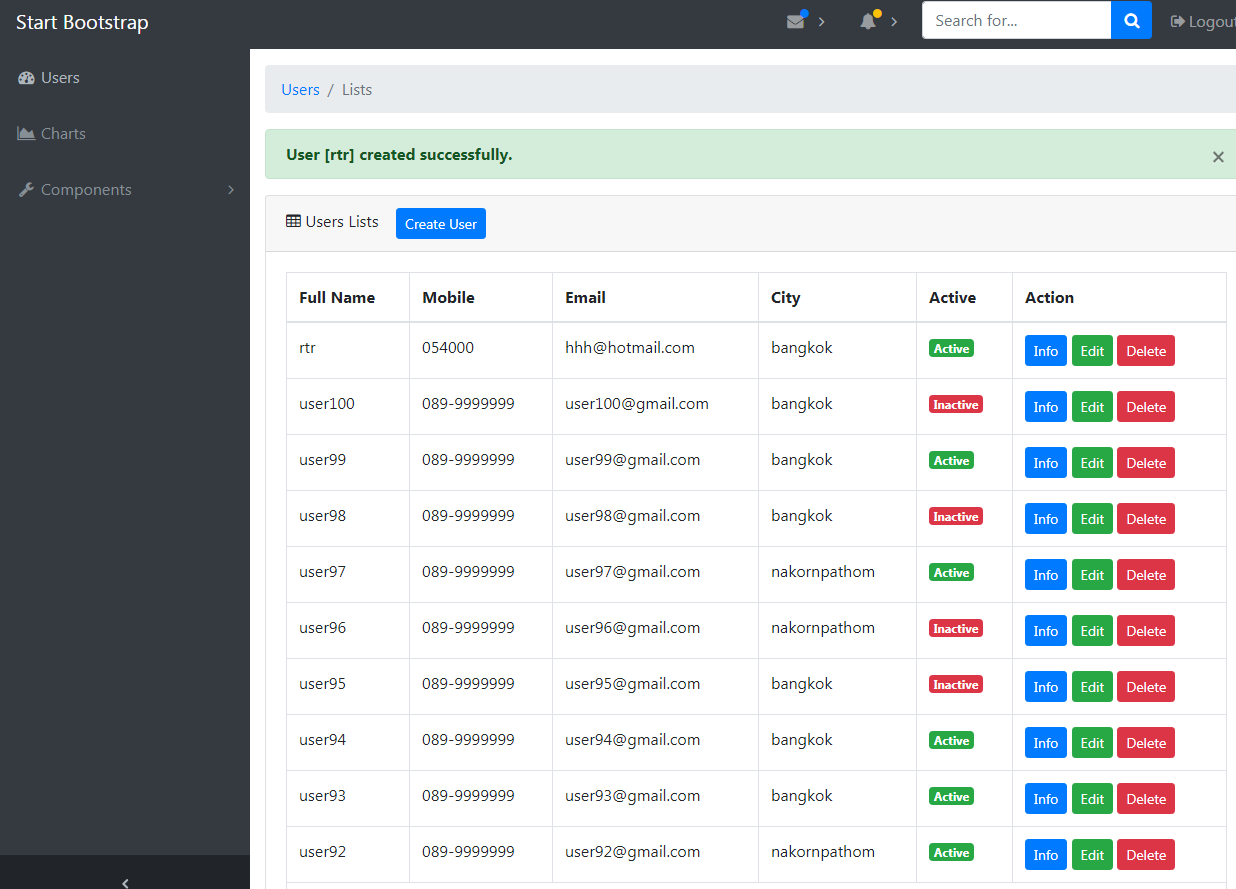 Start Bootstrap
Search for...
Logout
Users
Charts
Components
Users / Lists
User [rtr] created successfully.
×
Users Lists Create User
Full Name Mobile Email City Active Action
rtr 054000 hhh@hotmail.com bangkok Active Info Edit Delete
user100 089-9999999 user100@gmail.com bangkok Inactive Info Edit Delete
user99 089-9999999 user99@gmail.com bangkok Active Info Edit Delete
user98 089-9999999 user98@gmail.com bangkok Inactive Info Edit Delete
user97 089-9999999 user97@gmail.com nakornpathom Active Info Edit Delete
user96 089-9999999 user96@gmail.com nakornpathom Inactive Info Edit Delete
user95 089-9999999 user95@gmail.com bangkok Inactive Info Edit Delete
user94 089-9999999 user94@gmail.com bangkok Active Info Edit Delete
user93 089-9999999 user93@gmail.com bangkok Active Info Edit Delete
user92 089-9999999 user92@gmail.com nakornpathom Active Info Edit Delete